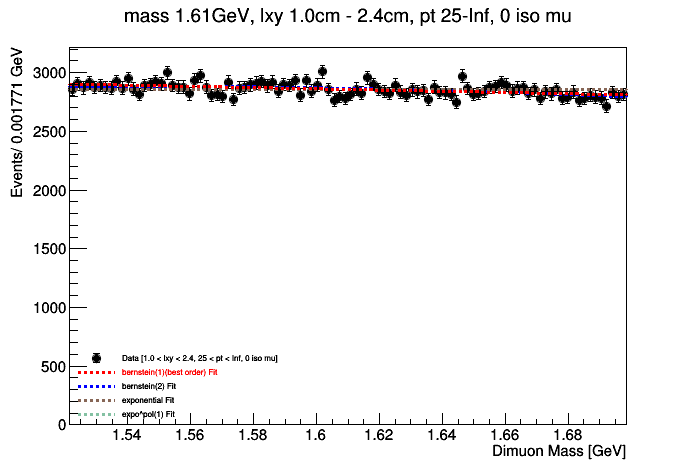 mass 1.61GeV, lxy 1.0cm - 2.4cm, pt 25-Inf, 0 iso mu
Events/ 0.001771 GeV
3000
2500
2000
1500
1000
500
0
Data [1.0 < lxy < 2.4, 25 < pt < Inf, 0 iso mu]
bernstein(1)(best order) Fit
bernstein(2) Fit
exponential Fit
expo*pol(1) Fit
1.54 1.56 1.58 1.6 1.62 1.64 1.66 1.68
Dimuon Mass [GeV]